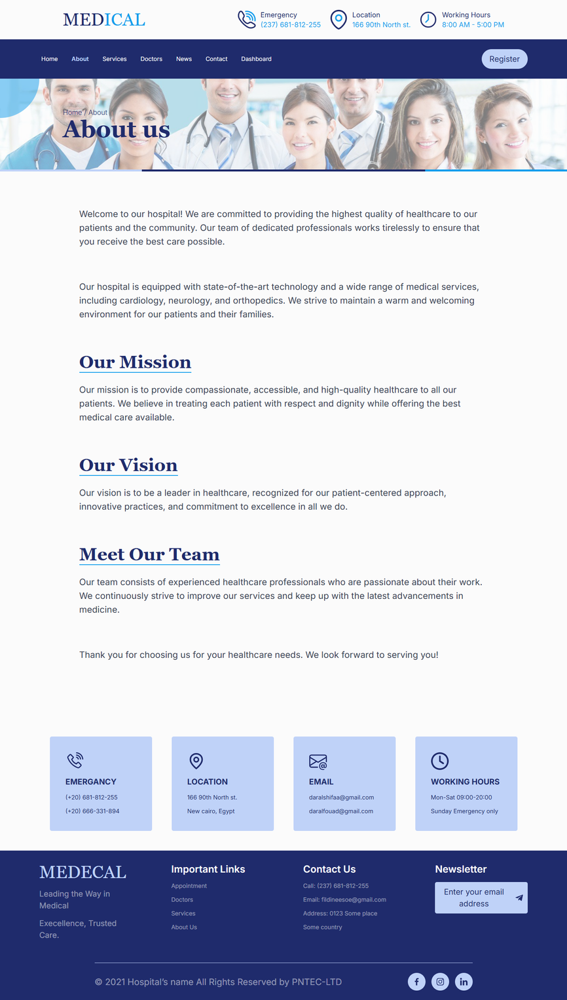 MEDICAL
Emergency
(237) 681-812-255
Location
166 90th North st.
Working Hours
8:00 AM - 5:00 PM
Home
About
Services
Doctors
News
Contact
Dashboard
Register
Home / About
About us
Welcome to our hospital! We are committed to providing the highest quality of healthcare to our
patients and the community. Our team of dedicated professionals works tirelessly to ensure that
you receive the best care possible.
Our hospital is equipped with state-of-the-art technology and a wide range of medical services,
including cardiology, neurology, and orthopedics. We strive to maintain a warm and welcoming
environment for our patients and their families.
Our Mission
Our mission is to provide compassionate, accessible, and high-quality healthcare to all our
patients. We believe in treating each patient with respect and dignity while offering the best
medical care available.
Our Vision
Our vision is to be a leader in healthcare, recognized for our patient-centered approach,
innovative practices, and commitment to excellence in all we do.
Meet Our Team
Our team consists of experienced healthcare professionals who are passionate about their work.
We continuously strive to improve our services and keep up with the latest advancements in
medicine.
Thank you for choosing us for your healthcare needs. We look forward to serving you!
EMERGANCY
(+20) 681-812-255
(+20) 666-331-894
LOCATION
166 90th North st.
New cairo, Egypt
EMAIL
daralshifaa@gmail.com
daralfouad@gmail.com
WORKING HOURS
Mon-Sat 09:00-20:00
Sunday Emergency only
MEDECAL
Leading the Way in
Medical
Execellence, Trusted
Care.
Important Links
Appointment
Doctors
Services
About Us
Contact Us
Call: (237) 681-812-255
Email: fildineesoe@gmail.com
Address: 0123 Some place
Some country
Newsletter
Enter your email
address
© 2021 Hospital's name All Rights Reserved by PNTEC-LTD